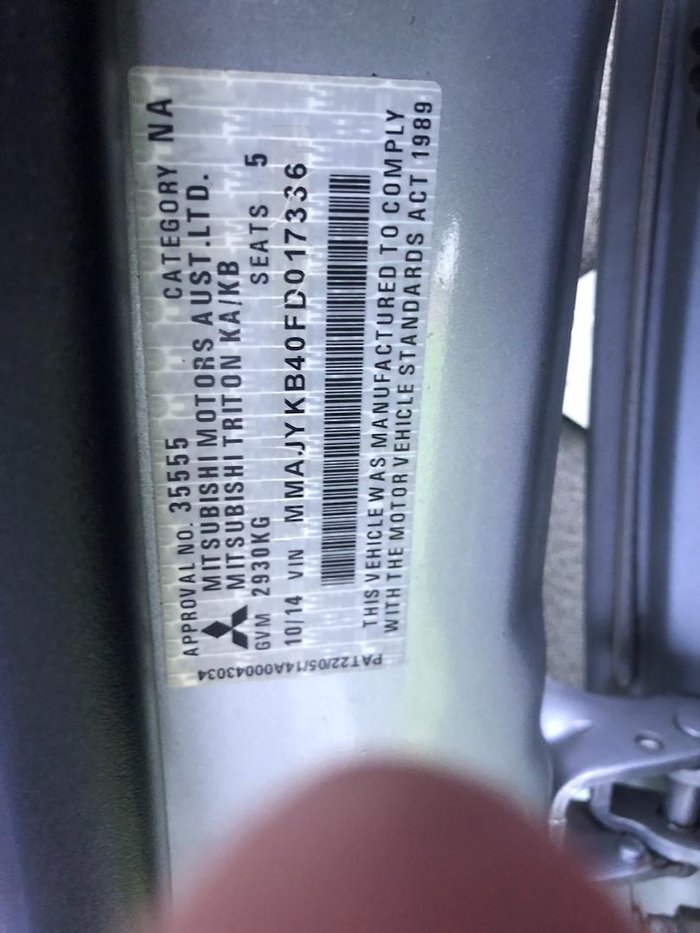 APPROVAL NO. 35555 CATEGORY NA
MITSUBISHI MOTORS AUST.LTD.
MITSUBISHI TRITON KA/KB
GVM 2930KG SEATS 5
10/14 VIN MMAJYKB40FD017336
THIS VEHICLE WAS MANUFACTURED TO COMPLY
WITH THE MOTOR VEHICLE STANDARDS ACT 1989
PAT22/05/14A00043034